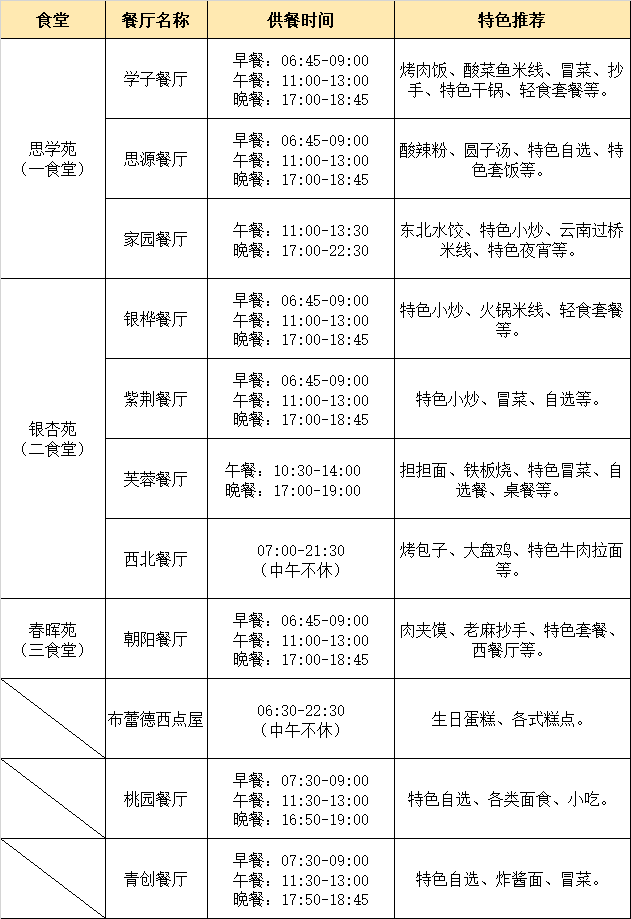 食堂 餐厅名称 供餐时间 特色推荐
思学苑
（一食堂）
学子餐厅
早餐：06:45-09:00
午餐：11:00-13:00
晚餐：17:00-18:45
烤肉饭、酸菜鱼米线、冒菜、抄
手、特色干锅、轻食套餐等。
思源餐厅
早餐：06:45-09:00
午餐：11:00-13:00
晚餐：17:00-18:45
酸辣粉、圆子汤、特色自选、特
色套饭等。
家园餐厅
午餐：11:00-13:30
晚餐：17:00-22:30
东北水饺、特色小炒、云南过桥
米线、特色夜宵等。
银杏苑
（二食堂）
银桦餐厅
早餐：06:45-09:00
午餐：11:00-13:00
晚餐：17:00-18:45
特色小炒、火锅米线、轻食套餐
等。
紫荆餐厅
早餐：06:45-09:00
午餐：11:00-13:00
晚餐：17:00-18:45
特色小炒、冒菜、自选等。
芙蓉餐厅
午餐：10:30-14:00
晚餐：17:00-19:00
担担面、铁板烧、特色冒菜、自
选餐、桌餐等。
西北餐厅
07:00-21:30
（中午不休）
烤包子、大盘鸡、特色牛肉拉面
等。
春晖苑
（三食堂）
朝阳餐厅
早餐：06:45-09:00
午餐：11:00-13:00
晚餐：17:00-18:45
肉夹馍、老麻抄手、特色套餐、
西餐厅等。
布蕾德西点屋
06:30-22:30
（中午不休）
生日蛋糕、各式糕点。
桃园餐厅
早餐：07:30-09:00
午餐：11:30-13:00
晚餐：16:50-19:00
特色自选、各类面食、小吃。
青创餐厅
早餐：07:30-09:00
午餐：11:30-13:00
晚餐：17:50-18:45
特色自选、炸酱面、冒菜。